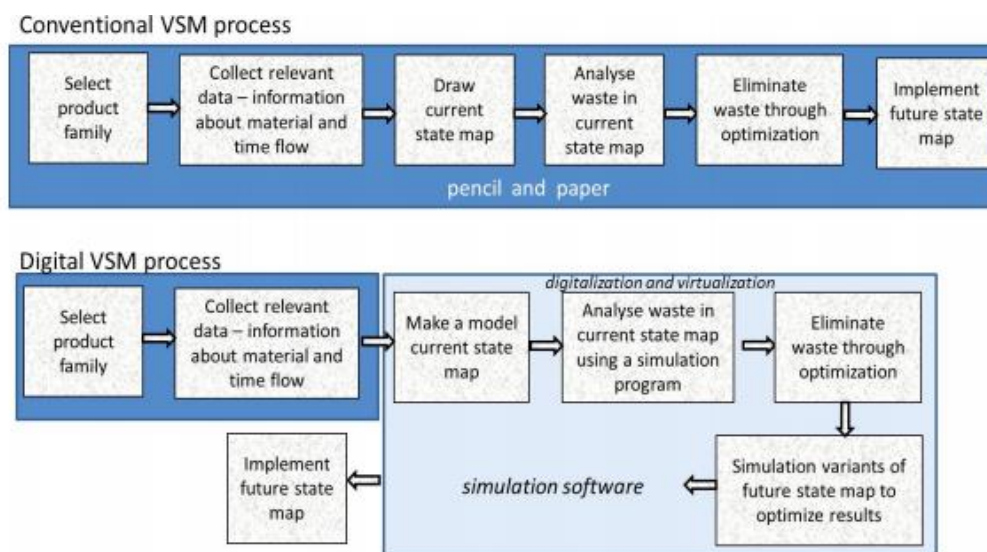 Conventional VSM process
Select
product
family
Collect relevant
data – information
about material and
time flow
Draw
current
state map
Analyse
waste in
current
state map
Eliminate
waste through
optimization
Implement
future state
map
pencil and paper
Digital VSM process
Select
product
family
Collect relevant
data – information
about material and
time flow
digitalization and virtualization
Make a model
current state
map
Analyse waste in
current state map
using a simulation
program
Eliminate
waste through
optimization
Simulation variants of
future state map to
optimize results
simulation software
Implement
future state
map